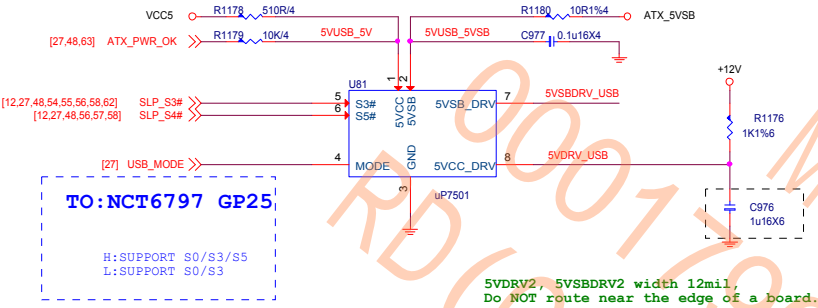 VCC5 R1178 510R/4 R1180 10R1%4 ATX_5VSB
[27,48,63] ATX_PWR_OK R1179 10K/4 5VUSB_5V 5VUSB_5VSB C977 0.1u16X4
+12V
U81 1 2
[12,27,48,54,55,56,58,62] SLP_S3# 5 S3# 5VCC 5VSB 5VSB_DRV 7 5VSBDRV_USB
[12,27,48,56,57,58] SLP_S4# 6 S5#
R1176
1K1%6
[27] USB_MODE 4 MODE GND 5VCC_DRV 8 5VDRV_USB
3 uP7501
C976
1u16X6
TO:NCT6797 GP25
H:SUPPORT S0/S3/S5
L:SUPPORT S0/S3
5VDRV2, 5VSBDRV2 width 12mil,
Do NOT route near the edge of a board.